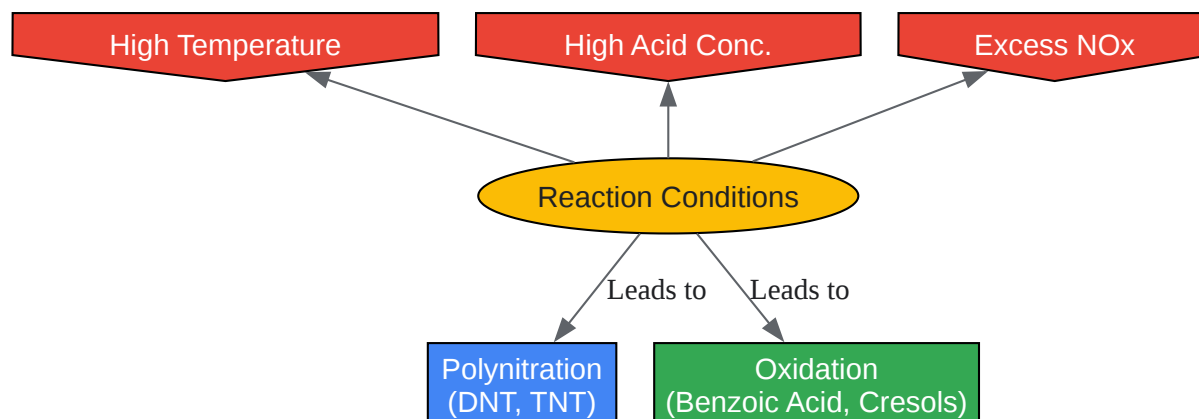 High Temperature
High Acid Conc.
Excess NOx
Reaction Conditions
Leads to
Leads to
Polynitration
(DNT, TNT)
Oxidation
(Benzoic Acid, Cresols)